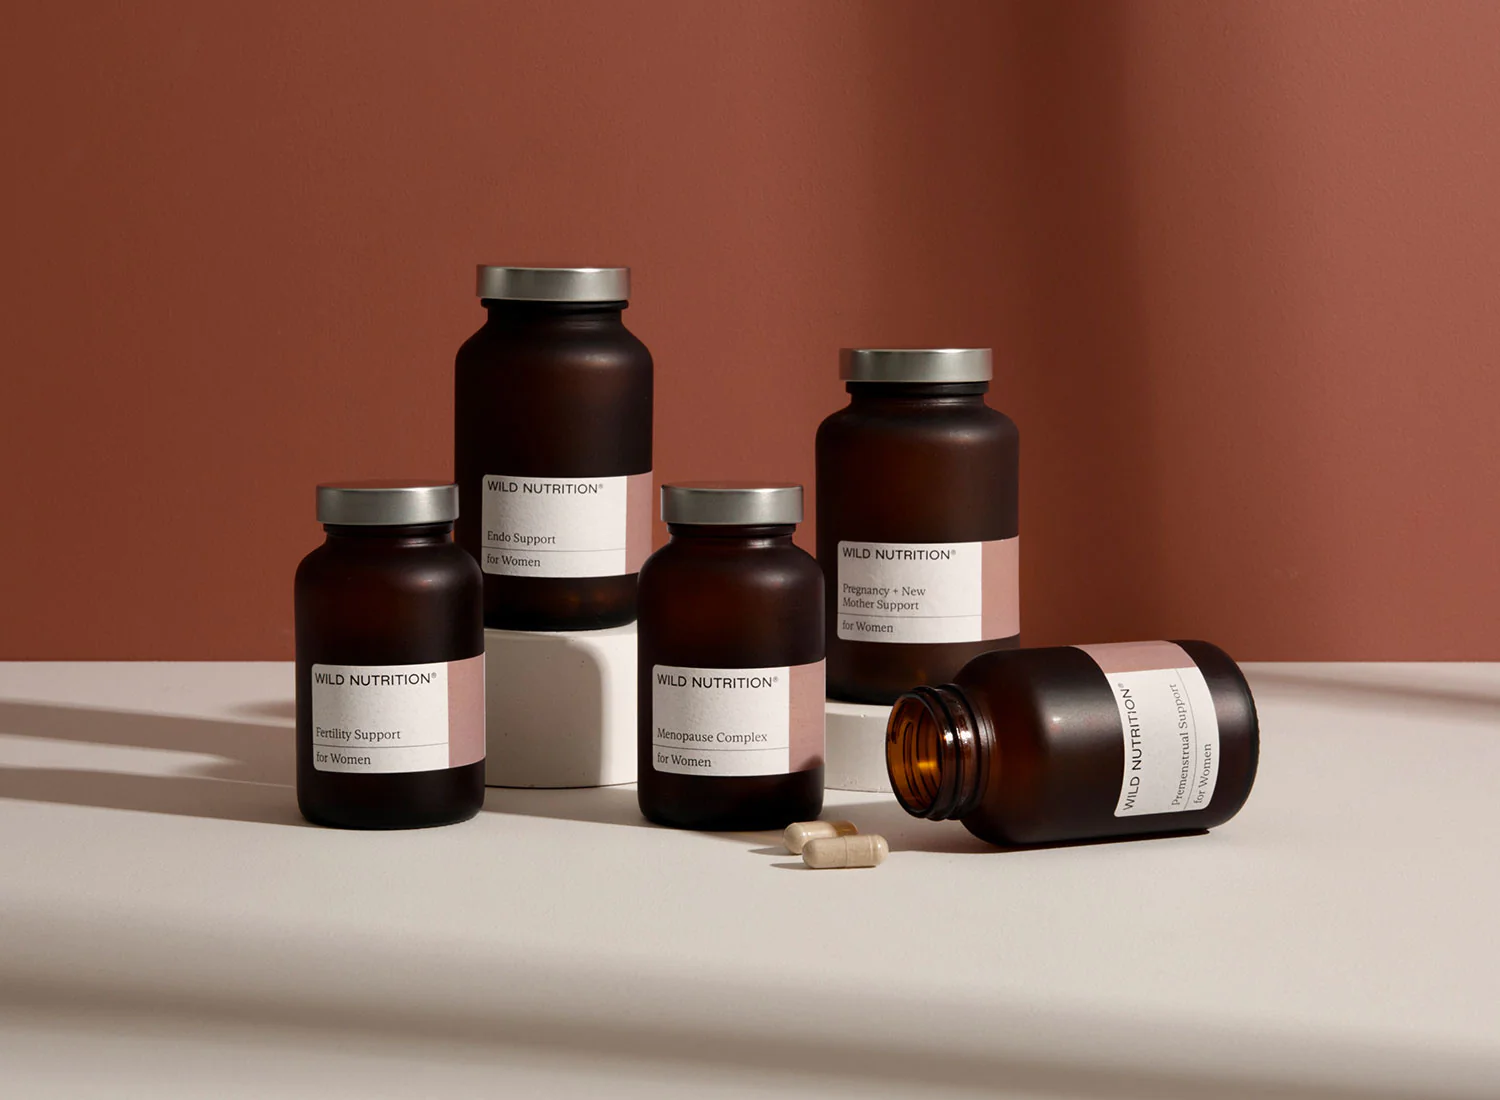 WILD NUTRITION®
Endo Support
for Women
WILD NUTRITION®
Pregnancy + New
Mother Support
for Women
WILD NUTRITION®
Fertility Support
for Women
WILD NUTRITION®
Menopause Complex
for Women
WILD NUTRITION®
Premenstrual Support
for Women